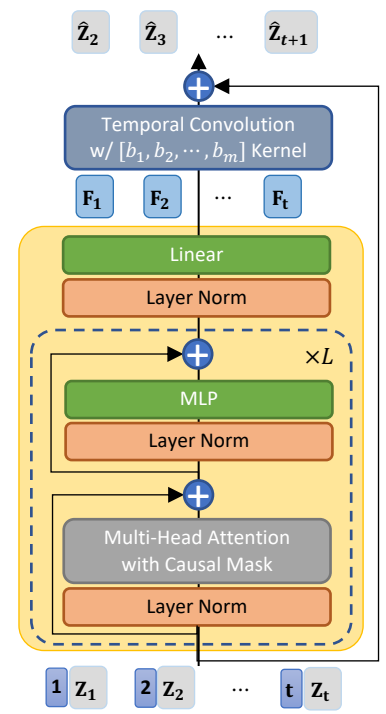 Ẑ₂ Ẑ₃ ⋯ Ẑₜ₊₁
Temporal Convolution
w/ [b₁, b₂, ⋯ , bₘ] Kernel
F₁ F₂ ⋯ Fₜ
Linear
Layer Norm
×L
MLP
Layer Norm
Multi-Head Attention
with Causal Mask
Layer Norm
1 Z₁ 2 Z₂ ⋯ t Zₜ